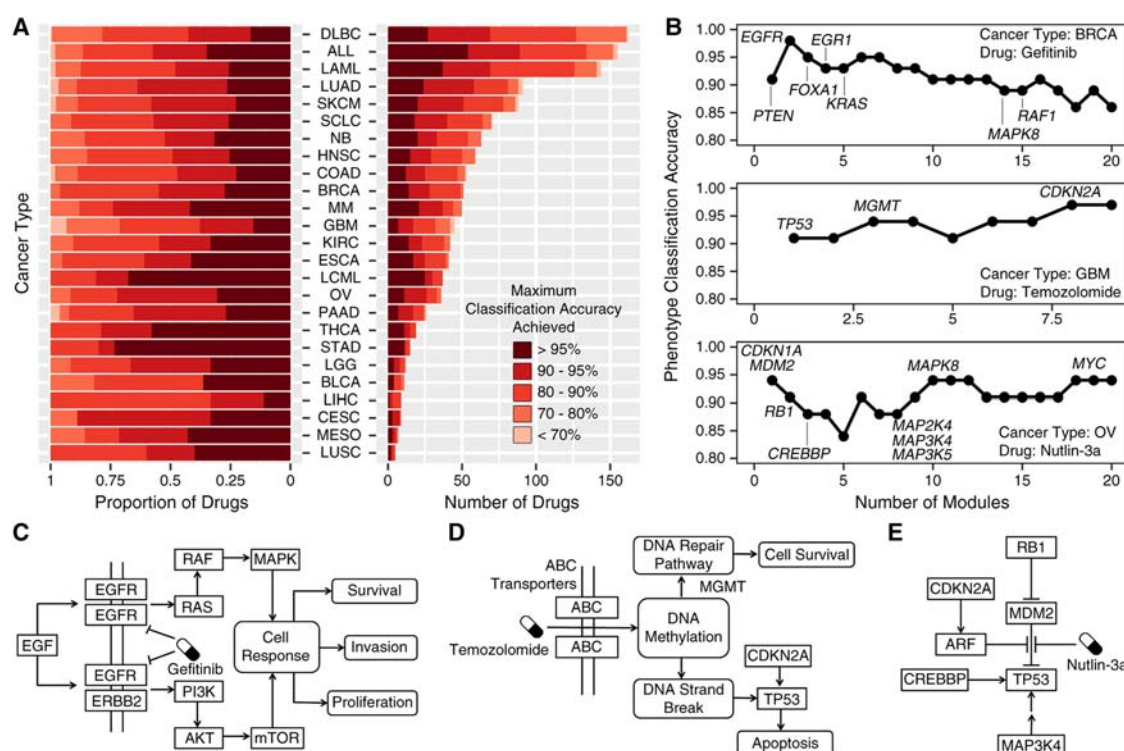 A
Cancer Type
DLBC
ALL
LAML
LUAD
SKCM
SCLC
NB
HNSC
COAD
BRCA
MM
GBM
KIRC
ESCA
LCML
OV
PAAD
THCA
STAD
LGG
BLCA
LIHC
CESC
MESO
LUSC
1 0.75 0.5 0.25 0
Proportion of Drugs
0 50 100 150
Number of Drugs
Maximum
Classification Accuracy
Achieved
> 95%
90 - 95%
80 - 90%
70 - 80%
< 70%
B
Phenotype Classification Accuracy
1.00
0.95
0.90
0.85
0.80
EGFR
EGR1
Cancer Type: BRCA
Drug: Gefitinib
FOXA1
KRAS
PTEN
RAF1
MAPK8
0 5 10 15 20
1.00
0.95
0.90
0.85
0.80
TP53
MGMT
CDKN2A
Cancer Type: GBM
Drug: Temozolomide
0 2.5 5 7.5
1.00
0.95
0.90
0.85
0.80
CDKN1A
MDM2
MAPK8
MYC
RB1
CREBBP
MAP2K4
MAP3K4
MAP3K5
Cancer Type: OV
Drug: Nutlin-3a
0 5 10 15 20
Number of Modules
C
RAF
MAPK
EGFR
EGFR
RAS
Survival
EGF
Gefitinib
Cell
Response
Invasion
EGFR
ERBB2
PI3K
Proliferation
AKT
mTOR
D
ABC
Transporters
DNA Repair
Pathway
Cell Survival
MGMT
ABC
ABC
Temozolomide
DNA
Methylation
CDKN2A
DNA Strand
Break
TP53
Apoptosis
E
RB1
CDKN2A
MDM2
ARF
Nutlin-3a
CREBBP
TP53
MAP3K4